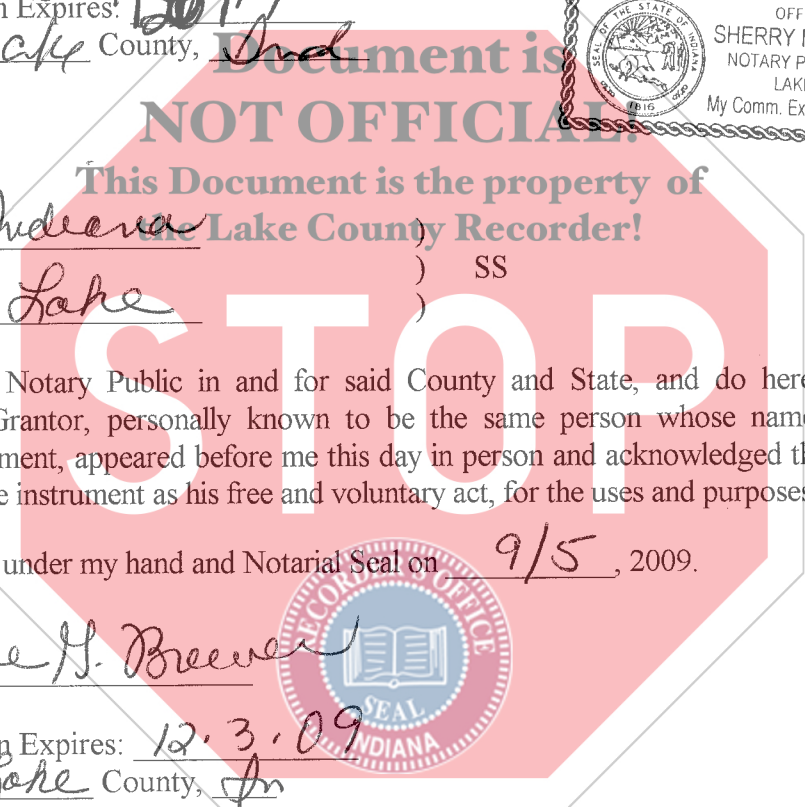 n Expires:
County, Ind
SEAL OF THE STATE OF INDIANA
1816
OFF
SHERRY
NOTARY P
LAK
My Comm. Ex
Document is
NOT OFFICIAL!
This Document is the property of
the Lake County Recorder!
Indiana )
) SS
Lake )
STOP
Notary Public in and for said County and State, and do here
Grantor, personally known to be the same person whose nam
ment, appeared before me this day in person and acknowledged th
e instrument as his free and voluntary act, for the uses and purposes
under my hand and Notarial Seal on 9/5, 2009.
RECORDER'S OFFICE
SEAL
INDIANA
e G. Brewer
n Expires: 12.3.09
Lake County, In